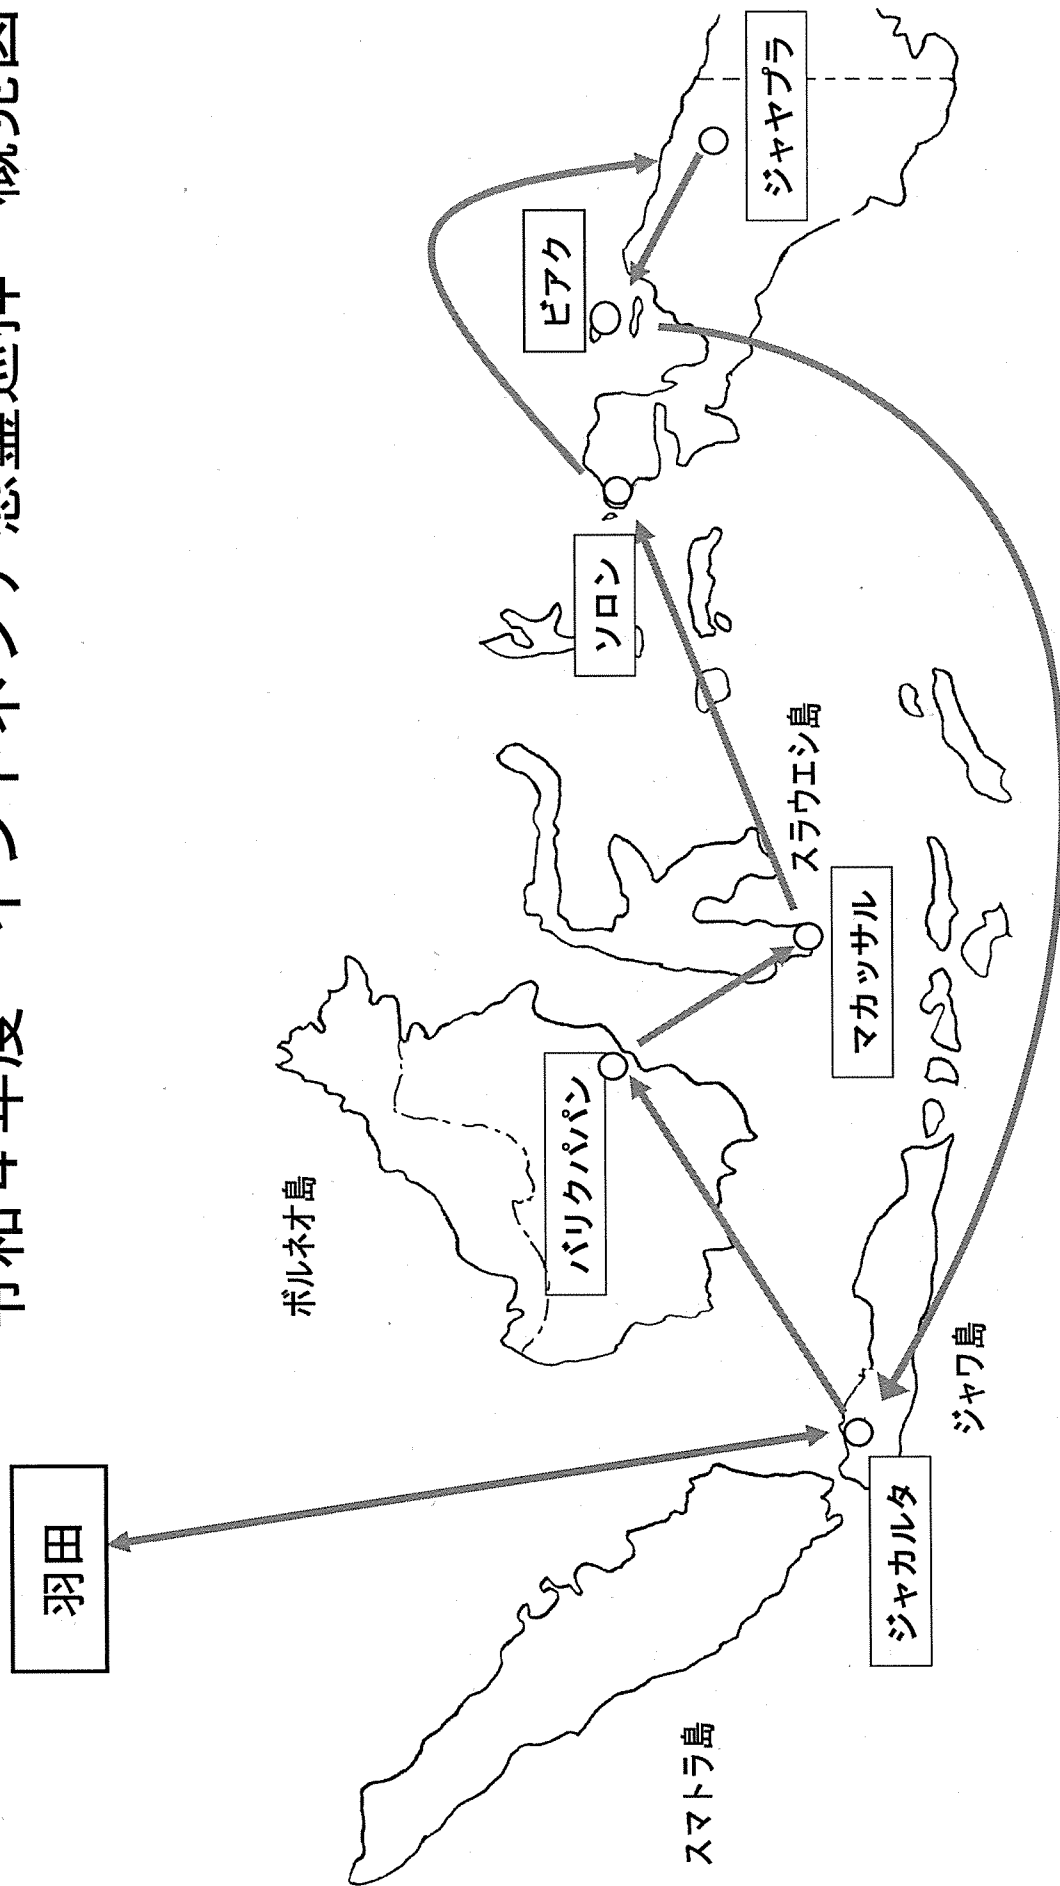 令和4年度 インドネシア慰霊巡拝 概況図
羽田
ボルネオ島
スマトラ島
ジャカルタ
ジャワ島
バリクパパン
マカッサル
スラウエシ島
ソロン
ビアク
ジャヤプラ